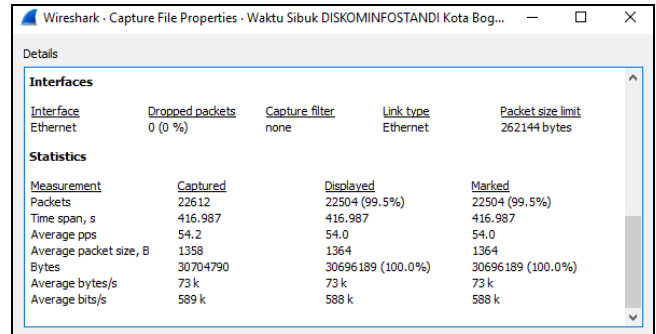 Wireshark · Capture File Properties · Waktu Sibuk DISKOMINFOSTANDI Kota Bog...
Details
Interfaces
Interface Dropped packets Capture filter Link type Packet size limit
Ethernet 0 (0 %) none Ethernet 262144 bytes
Statistics
Measurement Captured Displayed Marked
Packets 22612 22504 (99.5%) 22504 (99.5%)
Time span, s 416.987 416.987 416.987
Average pps 54.2 54.0 54.0
Average packet size, B 1358 1364 1364
Bytes 30704790 30696189 (100.0%) 30696189 (100.0%)
Average bytes/s 73 k 73 k 73 k
Average bits/s 589 k 588 k 588 k